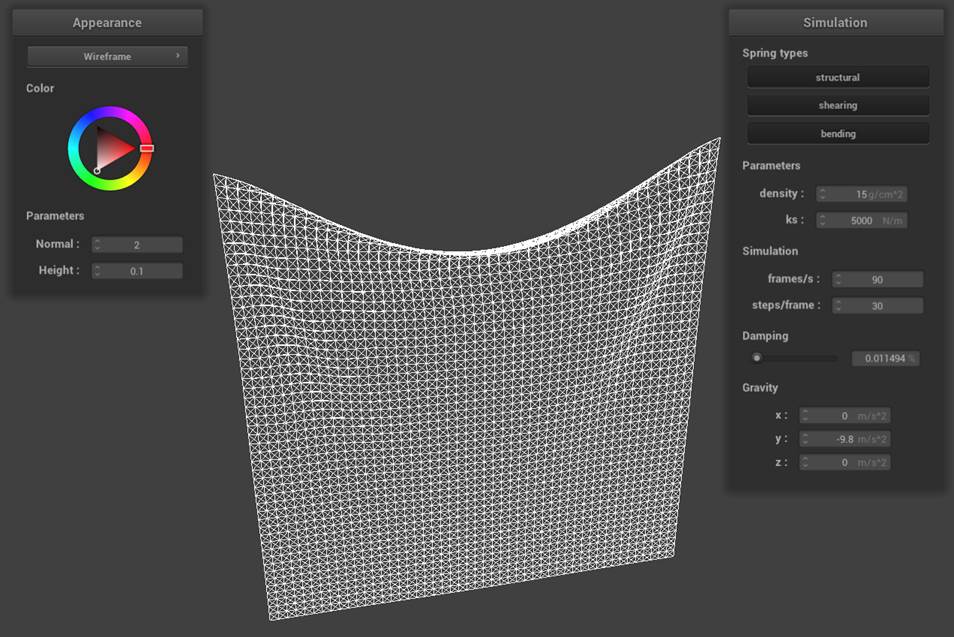 Appearance
Wireframe
Color
Parameters
Normal : 2
Height : 0.1
Simulation
Spring types
structural
shearing
bending
Parameters
density : 15 g/cm^2
ks : 5000 N/m
Simulation
frames/s : 90
steps/frame : 30
Damping
0.011494 %
Gravity
x : 0 m/s^2
y : -9.8 m/s^2
z : 0 m/s^2